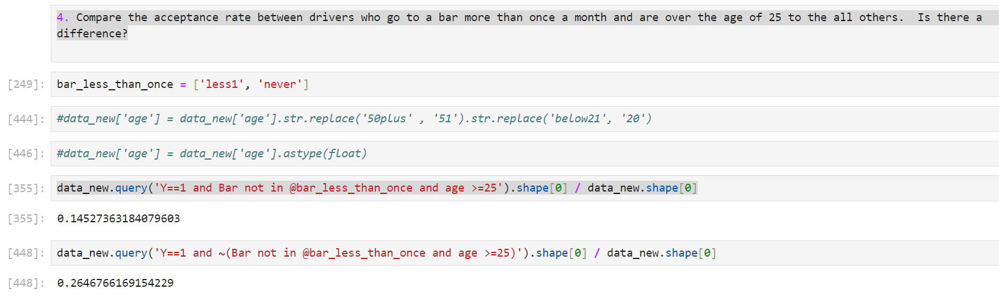 4. Compare the acceptance rate between drivers who go to a bar more than once a month and are over the age of 25 to the all others.  Is there a
difference?
[249]: bar_less_than_once = ['less1', 'never']
[444]: #data_new['age'] = data_new['age'].str.replace('50plus' , '51').str.replace('below21', '20')
[446]: #data_new['age'] = data_new['age'].astype(float)
[355]: data_new.query('Y==1 and Bar not in @bar_less_than_once and age >=25').shape[0] / data_new.shape[0]
[355]: 0.14527363184079603
[448]: data_new.query('Y==1 and ~(Bar not in @bar_less_than_once and age >=25)').shape[0] / data_new.shape[0]
[448]: 0.2646766169154229